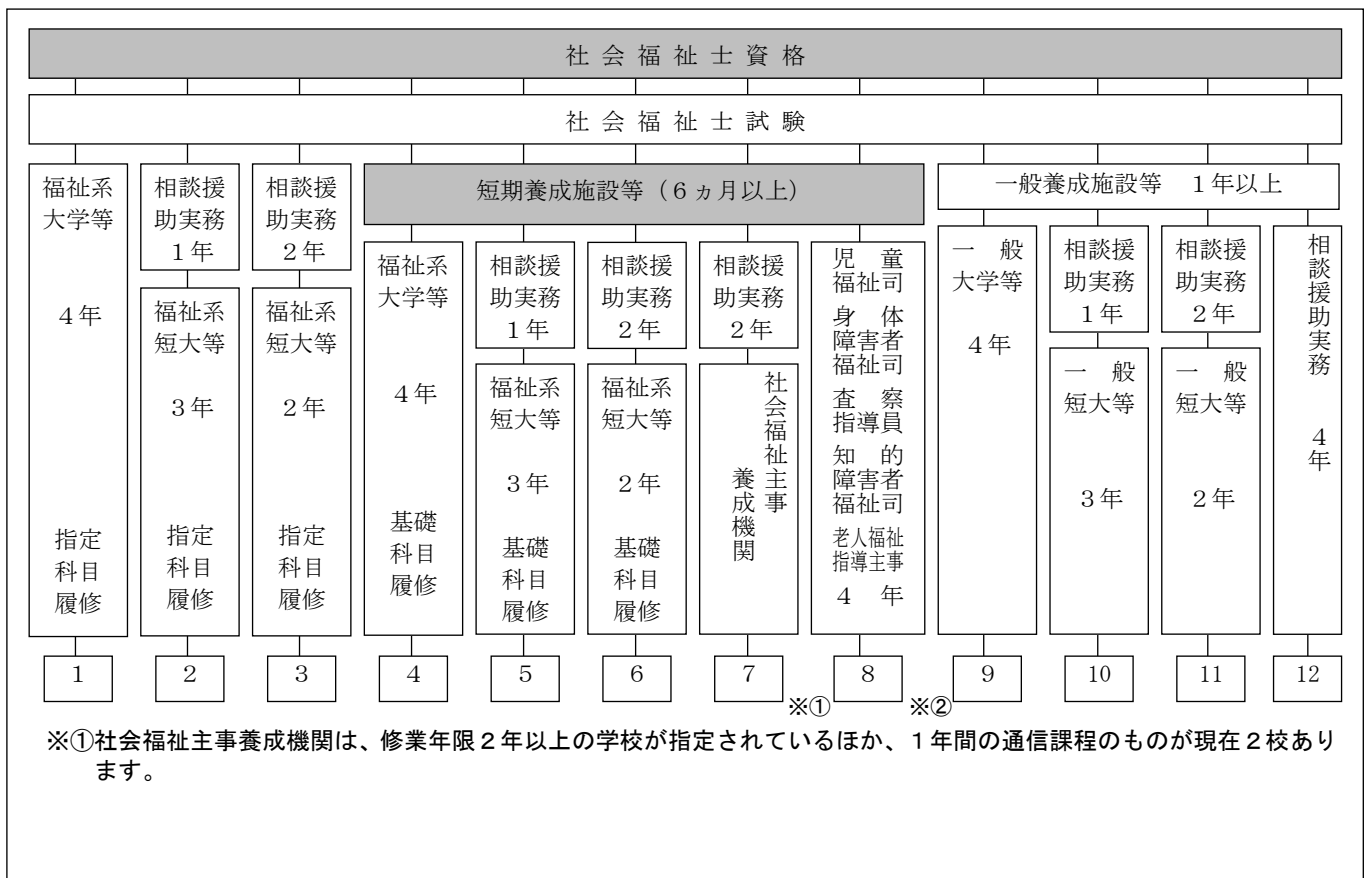 社会福祉士資格
社会福祉士試験
福祉系
大学等
4年
指定
科目
履修
相談援
助実務
1年
福祉系
短大等
3年
指定
科目
履修
相談援
助実務
2年
福祉系
短大等
2年
指定
科目
履修
短期養成施設等(6ヵ月以上)
福祉系
大学等
4年
基礎
科目
履修
相談援
助実務
1年
福祉系
短大等
3年
基礎
科目
履修
相談援
助実務
2年
福祉系
短大等
2年
基礎
科目
履修
相談援
助実務
2年
社会福祉主事
養成機関
児童
福祉司
身体
障害者
福祉司
査察
指導員
知的
障害者
福祉司
老人福祉
指導主事
4年
一般養成施設等 1年以上
一般
大学等
4年
相談援
助実務
1年
一般
短大等
3年
相談援
助実務
2年
一般
短大等
2年
相談援助実務 4年
1 2 3 4 5 6 7 8 9 10 11 12
※① ※②
※①社会福祉主事養成機関は、修業年限2年以上の学校が指定されているほか、1年間の通信課程のものが現在2校あり
ます。